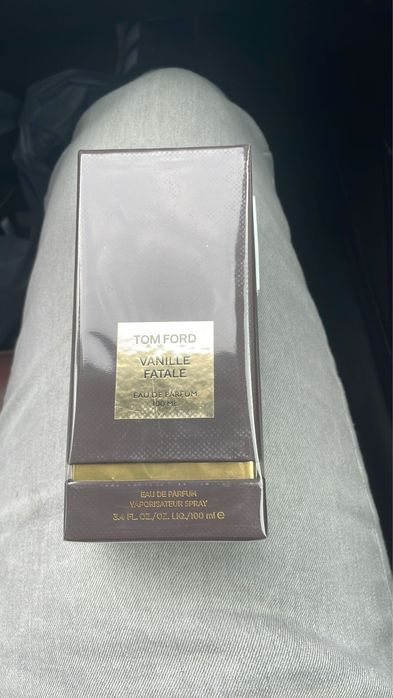 TOM FORD
VANILLE
FATALE
EAU DE PARFUM
100 ML
EAU DE PARFUM
VAPORISATEUR SPRAY
3.4 FL. OZ./OZ. LIQ./100 ml ℮